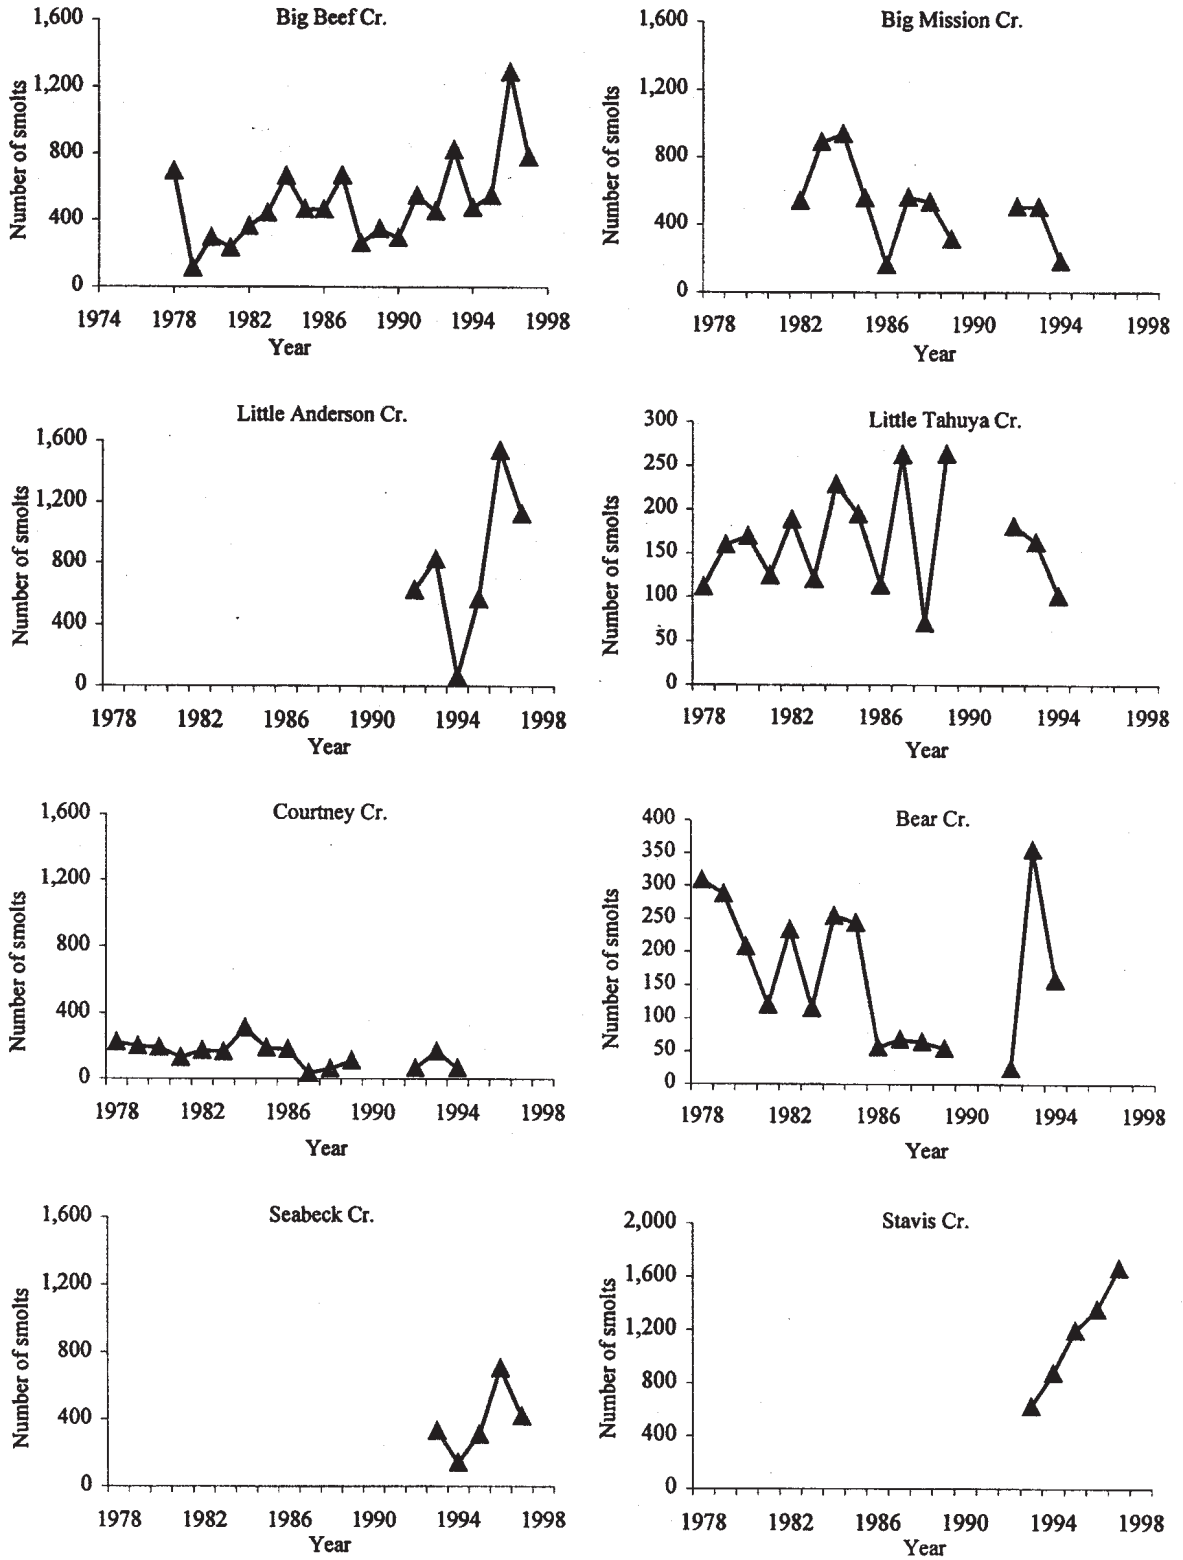 Big Beef Cr.
Number of smolts
1,600
1,200
800
400
0
1974 1978 1982 1986 1990 1994 1998
Year
Big Mission Cr.
Number of smolts
1,600
1,200
800
400
0
1978 1982 1986 1990 1994 1998
Year
Little Anderson Cr.
Number of smolts
1,600
1,200
800
400
0
1978 1982 1986 1990 1994 1998
Year
Little Tahuya Cr.
Number of smolts
300
250
200
150
100
50
0
1978 1982 1986 1990 1994 1998
Year
Courtney Cr.
Number of smolts
1,600
1,200
800
400
0
1978 1982 1986 1990 1994 1998
Year
Bear Cr.
Number of smolts
400
350
300
250
200
150
100
50
0
1978 1982 1986 1990 1994 1998
Year
Seabeck Cr.
Number of smolts
1,600
1,200
800
400
0
1978 1982 1986 1990 1994 1998
Year
Stavis Cr.
Number of smolts
2,000
1,600
1,200
800
400
0
1978 1982 1986 1990 1994 1998
Year